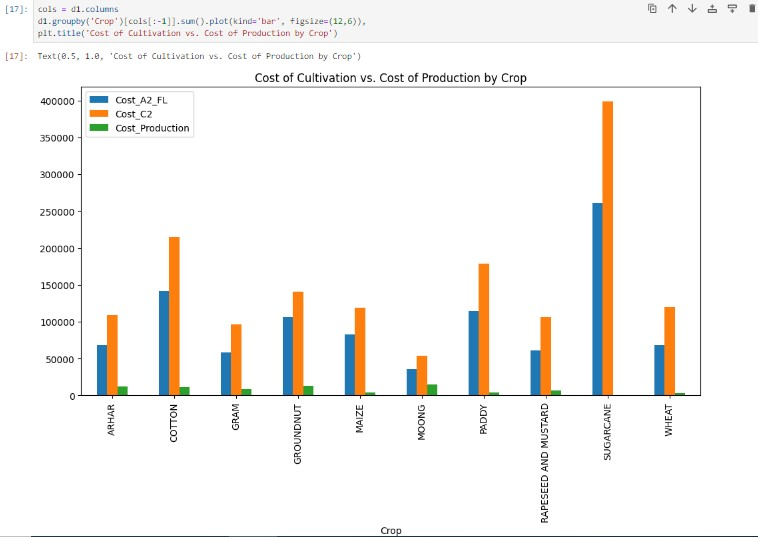 [17]: cols = d1.columns
d1.groupby('Crop')[cols[:-1]].sum().plot(kind='bar', figsize=(12,6)),
plt.title('Cost of Cultivation vs. Cost of Production by Crop')
[17]: Text(0.5, 1.0, 'Cost of Cultivation vs. Cost of Production by Crop')
Cost of Cultivation vs. Cost of Production by Crop
Cost_A2_FL
Cost_C2
Cost_Production
400000
350000
300000
250000
200000
150000
100000
50000
0
ARHAR
COTTON
GRAM
GROUNDNUT
MAIZE
MOONG
PADDY
RAPESEED AND MUSTARD
SUGARCANE
WHEAT
Crop